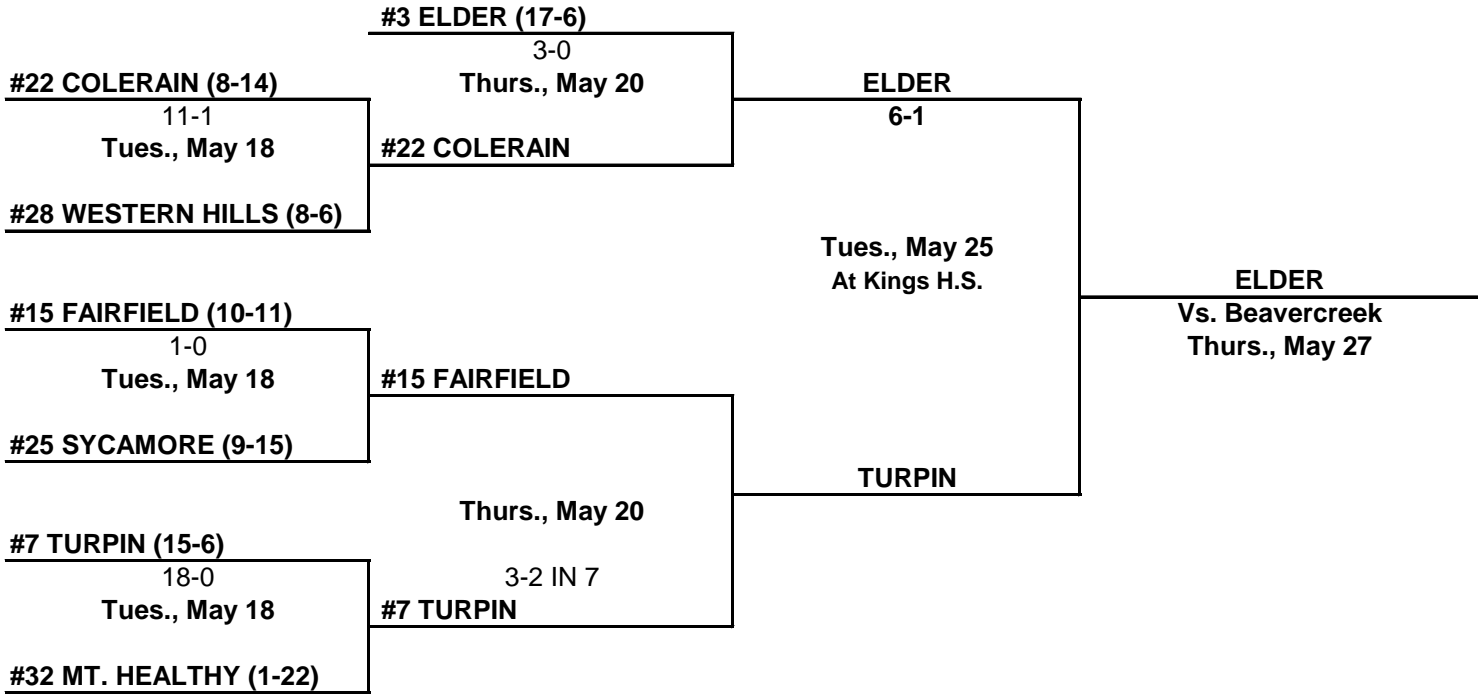 #3 ELDER (17-6)
3-0
Thurs., May 20
#22 COLERAIN (8-14)
11-1
Tues., May 18
#22 COLERAIN
#28 WESTERN HILLS (8-6)
ELDER
6-1
Tues., May 25
At Kings H.S.
ELDER
Vs. Beavercreek
Thurs., May 27
#15 FAIRFIELD (10-11)
1-0
Tues., May 18
#15 FAIRFIELD
#25 SYCAMORE (9-15)
TURPIN
Thurs., May 20
#7 TURPIN (15-6)
18-0
Tues., May 18
3-2 IN 7
#7 TURPIN
#32 MT. HEALTHY (1-22)